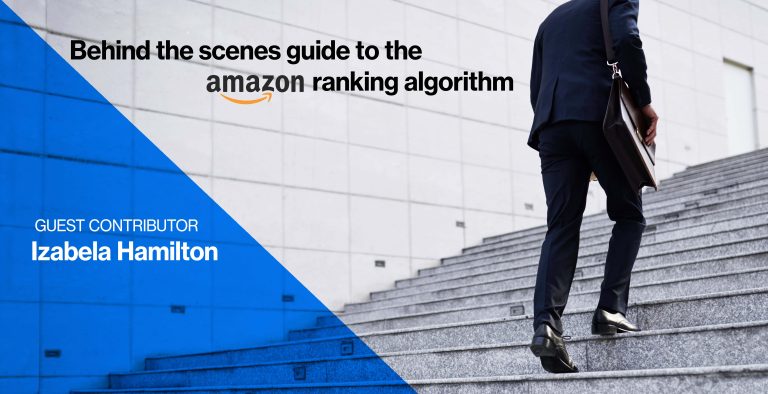 Behind the scenes guide to the
amazon ranking algorithm
GUEST CONTRIBUTOR
Izabela Hamilton